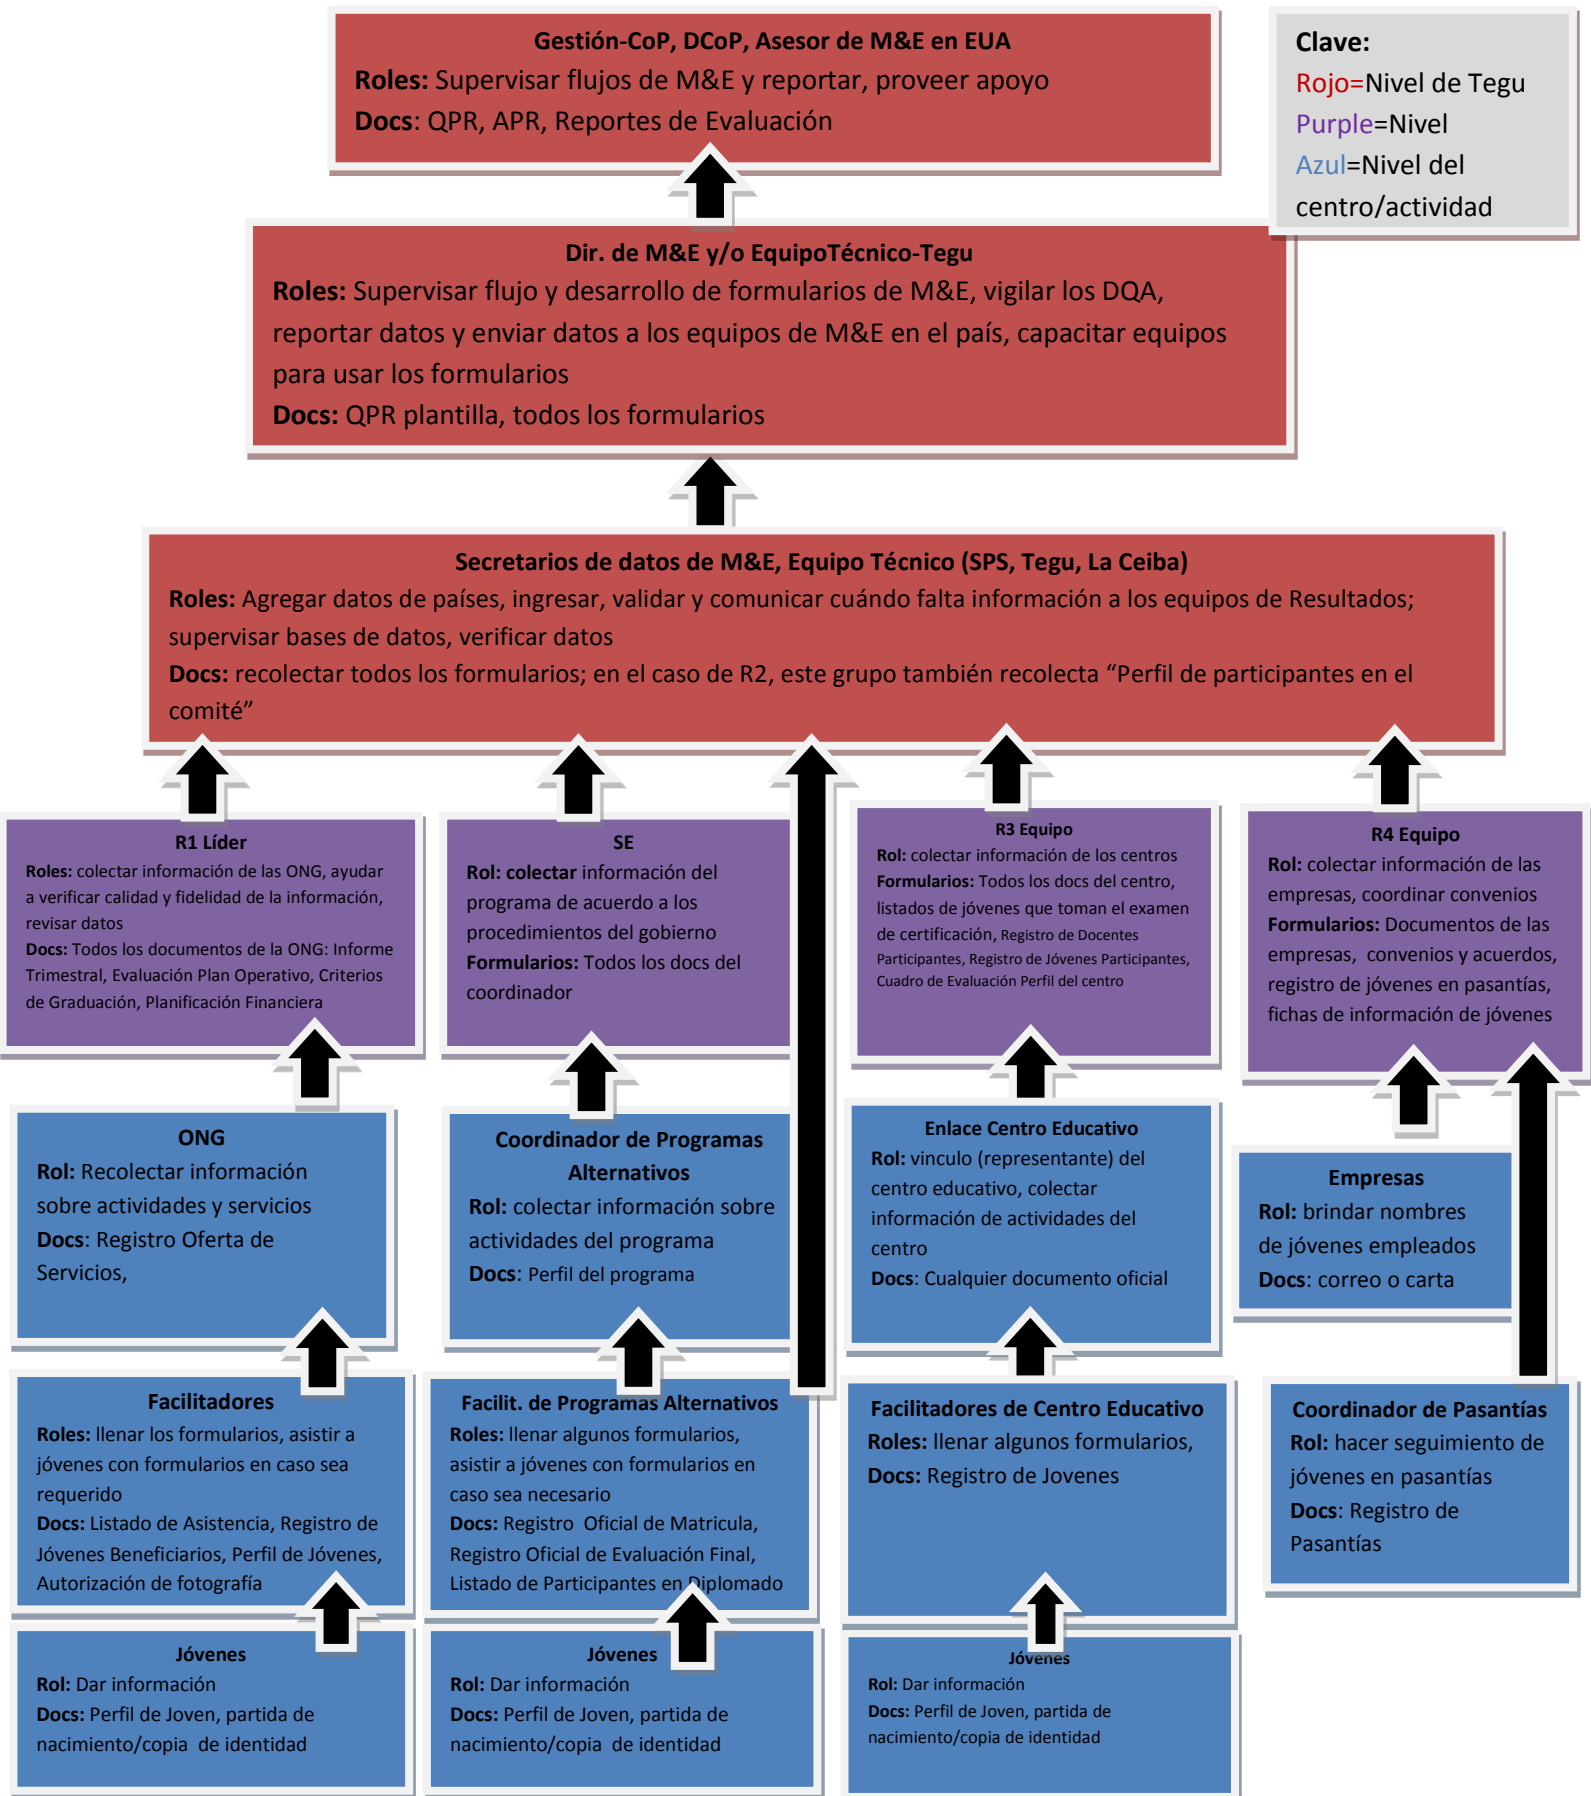 Gestión-CoP, DCoP, Asesor de M&E en EUA
Roles: Supervisar flujos de M&E y reportar, proveer apoyo
Docs: QPR, APR, Reportes de Evaluación
Clave:
Rojo=Nivel de Tegu
Purple=Nivel
Azul=Nivel del
centro/actividad
Dir. de M&E y/o EquipoTécnico-Tegu
Roles: Supervisar flujo y desarrollo de formularios de M&E, vigilar los DQA,
reportar datos y enviar datos a los equipos de M&E en el país, capacitar equipos
para usar los formularios
Docs: QPR plantilla, todos los formularios
Secretarios de datos de M&E, Equipo Técnico (SPS, Tegu, La Ceiba)
Roles: Agregar datos de países, ingresar, validar y comunicar cuándo falta información a los equipos de Resultados;
supervisar bases de datos, verificar datos
Docs: recolectar todos los formularios; en el caso de R2, este grupo también recolecta “Perfil de participantes en el
comité”
R1 Líder
Roles: colectar información de las ONG, ayudar
a verificar calidad y fidelidad de la información,
revisar datos
Docs: Todos los documentos de la ONG: Informe
Trimestral, Evaluación Plan Operativo, Criterios
de Graduación, Planificación Financiera
SE
Rol: colectar información del
programa de acuerdo a los
procedimientos del gobierno
Formularios: Todos los docs del
coordinador
R3 Equipo
Rol: colectar información de los centros
Formularios: Todos los docs del centro,
listados de jóvenes que toman el examen
de certificación, Registro de Docentes
Participantes, Registro de Jóvenes Participantes,
Cuadro de Evaluación Perfil del centro
R4 Equipo
Rol: colectar información de las
empresas, coordinar convenios
Formularios: Documentos de las
empresas, convenios y acuerdos,
registro de jóvenes en pasantías,
fichas de información de jóvenes
ONG
Rol: Recolectar información
sobre actividades y servicios
Docs: Registro Oferta de
Servicios,
Coordinador de Programas
Alternativos
Rol: colectar información sobre
actividades del programa
Docs: Perfil del programa
Enlace Centro Educativo
Rol: vinculo (representante) del
centro educativo, colectar
información de actividades del
centro
Docs: Cualquier documento oficial
Empresas
Rol: brindar nombres
de jóvenes empleados
Docs: correo o carta
Facilitadores
Roles: llenar los formularios, asistir a
jóvenes con formularios en caso sea
requerido
Docs: Listado de Asistencia, Registro de
Jóvenes Beneficiarios, Perfil de Jóvenes,
Autorización de fotografía
Facilit. de Programas Alternativos
Roles: llenar algunos formularios,
asistir a jóvenes con formularios en
caso sea necesario
Docs: Registro Oficial de Matricula,
Registro Oficial de Evaluación Final,
Listado de Participantes en Diplomado
Facilitadores de Centro Educativo
Roles: llenar algunos formularios,
Docs: Registro de Jovenes
Coordinador de Pasantías
Rol: hacer seguimiento de
jóvenes en pasantías
Docs: Registro de
Pasantías
Jóvenes
Rol: Dar información
Docs: Perfil de Joven, partida de
nacimiento/copia de identidad
Jóvenes
Rol: Dar información
Docs: Perfil de Joven, partida de
nacimiento/copia de identidad
Jóvenes
Rol: Dar información
Docs: Perfil de Joven, partida de
nacimiento/copia de identidad